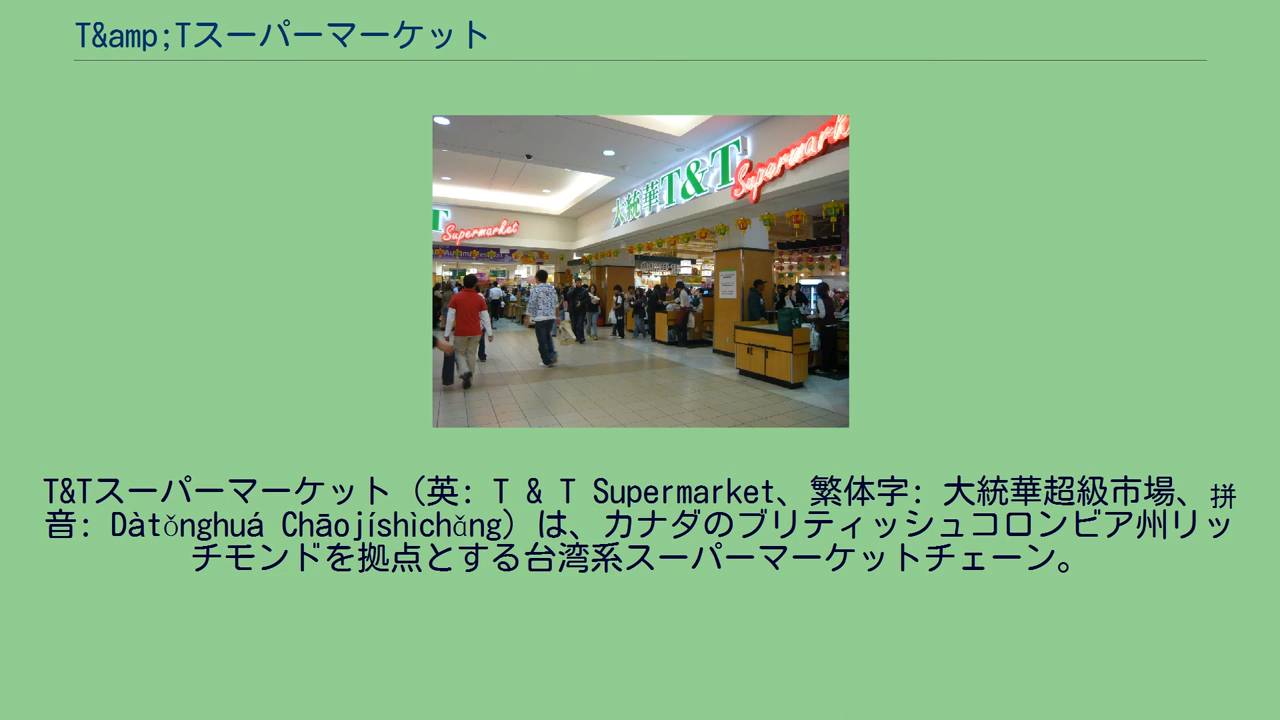 T&amp;Tスーパーマーケット
大統華T&T Supermark
T Supermarket
T&Tスーパーマーケット（英: T & T Supermarket、繁体字: 大統華超級市場、拼
音: Dàtǒnghuá Chāojíshìchǎng）は、カナダのブリティッシュコロンビア州リッ
チモンドを拠点とする台湾系スーパーマーケットチェーン。